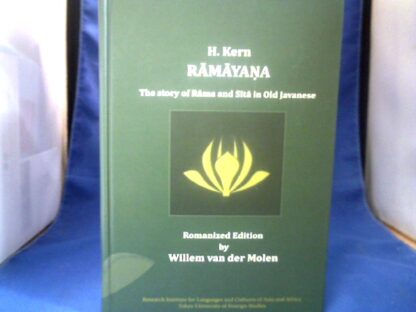 H. Kern
RĀMĀYAṆA
The story of Rāma and Sītā in Old Javanese
Romanized Edition
by
Willem van der Molen
Research Institute for Languages and Cultures of Asia and Africa
Tokyo University of Foreign Studies